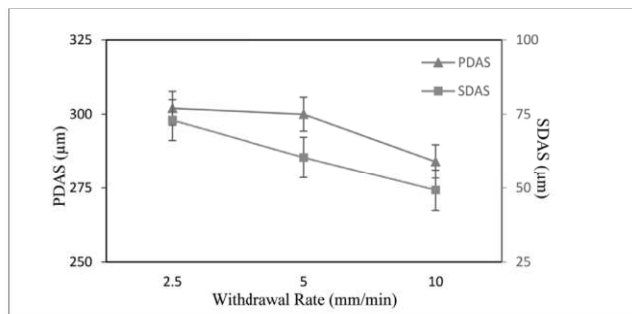 325
300
275
250
PDAS (μm)
100
75
50
25
SDAS (μm)
PDAS
SDAS
2.5
5
10
Withdrawal Rate (mm/min)